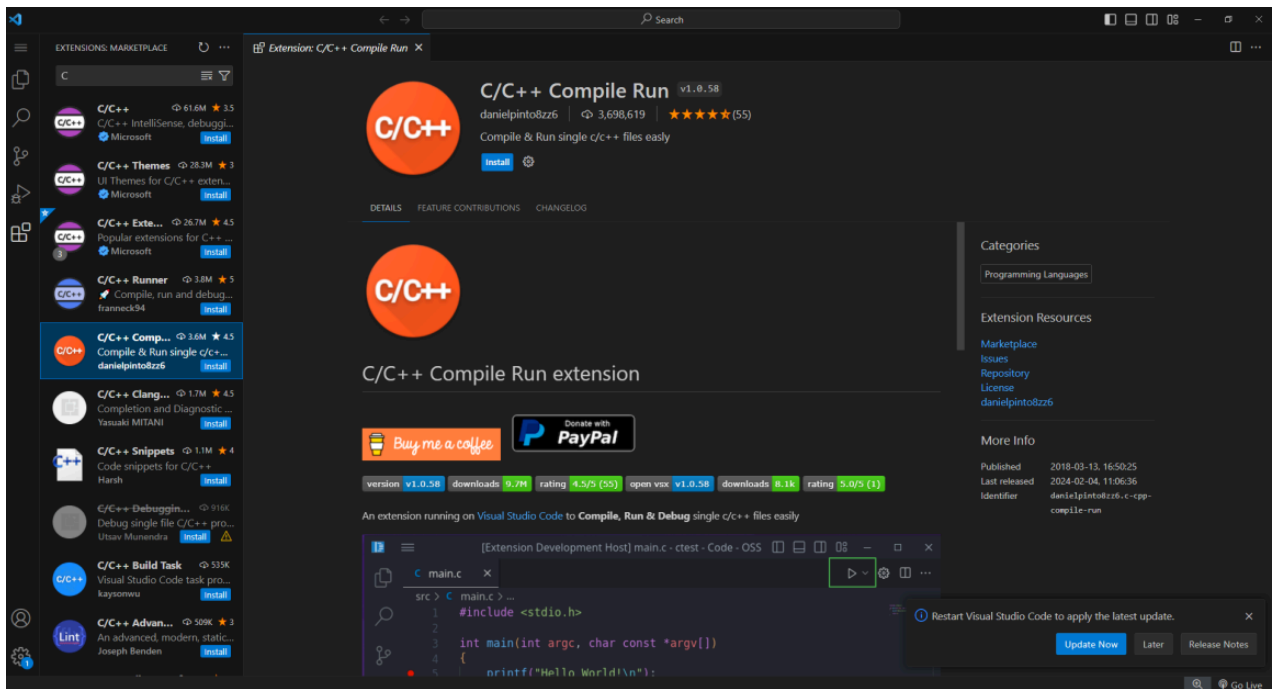 Search
EXTENSIONS: MARKETPLACE
Extension: C/C++ Compile Run
C
C/C++ 61.6M ★ 3.5
C/C++ IntelliSense, debuggi...
Microsoft Install
C/C++ Themes 28.3M ★ 3
UI Themes for C/C++ exten...
Microsoft Install
C/C++ Exte... 26.7M ★ 4.5
Popular extensions for C++ ...
3 Microsoft Install
C/C++ Runner 3.8M ★ 5
🚀 Compile, run and debug...
franneck94 Install
C/C++ Comp... 3.6M ★ 4.5
Compile & Run single c/c+...
danielpinto8zz6 Install
C/C++ Clang... 1.7M ★ 4.5
Completion and Diagnostic ...
Yasuaki MITANI Install
C/C++ Snippets 1.1M ★ 4
Code snippets for C/C++
Harsh Install
C/C++ Debuggin... 916K
Debug single file C/C++ pro...
Utsav Munendra Install
C/C++ Build Task 535K
Visual Studio Code task pro...
kaysonwu Install
C/C++ Advan... 509K ★ 3
Lint An advanced, modern, static...
Joseph Benden Install
1
C/C++
C/C++ Compile Run v1.0.58
danielpinto8zz6 3,698,619 ★★★★★(55)
Compile & Run single c/c++ files easly
Install
DETAILS FEATURE CONTRIBUTIONS CHANGELOG
C/C++
C/C++ Compile Run extension
Buy me a coffee
Donate with
PayPal
version v1.0.58 downloads 9.7M rating 4.5/5 (55) open vsx v1.0.58 downloads 8.1k rating 5.0/5 (1)
An extension running on Visual Studio Code to Compile, Run & Debug single c/c++ files easly
[Extension Development Host] main.c - ctest - Code - OSS
C main.c
src > C main.c > ...
1 #include <stdio.h>
2
3 int main(int argc, char const *argv[])
4 {
5 printf("Hello World!\n");
Categories
Programming Languages
Extension Resources
Marketplace
Issues
Repository
License
danielpinto8zz6
More Info
Published 2018-03-13, 16:50:25
Last released 2024-02-04, 11:06:36
Identifier danielpinto8zz6.c-cpp-
compile-run
Restart Visual Studio Code to apply the latest update.
Update Now Later Release Notes
Go Live